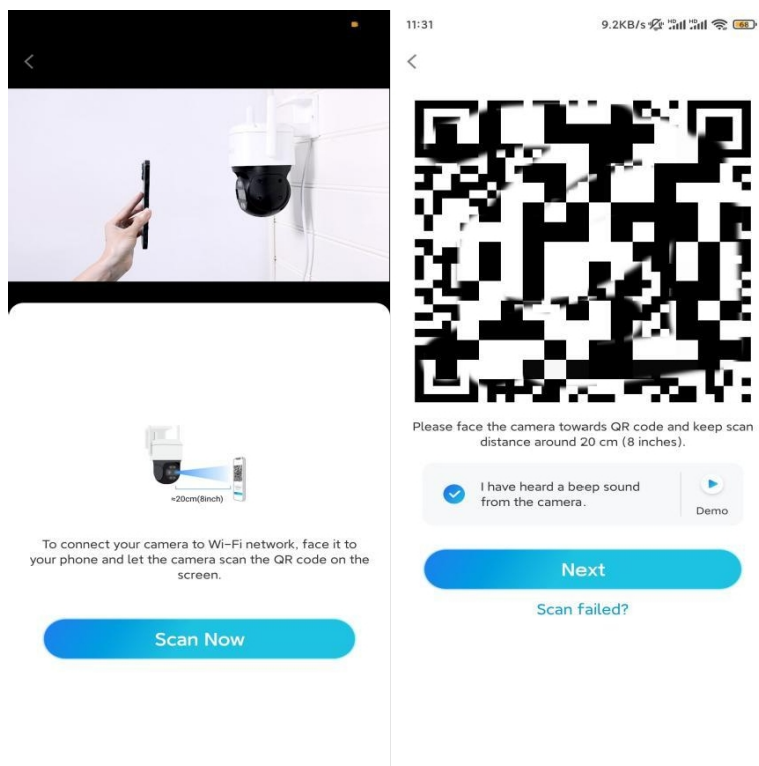 ≈20cm(8inch)
To connect your camera to Wi-Fi network, face it to
your phone and let the camera scan the QR code on the
screen.
Scan Now
11:31
9.2KB/s
HD
HD
68
Please face the camera towards QR code and keep scan
distance around 20 cm (8 inches).
I have heard a beep sound
from the camera.
Demo
Next
Scan failed?